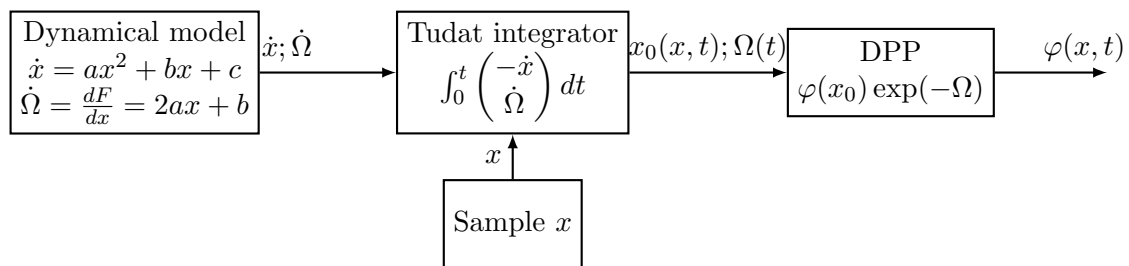 Dynamical model
ẋ = ax² + bx + c
Ω̇ = dF/dx = 2ax + b
ẋ; Ω̇
Tudat integrator
∫₀ᵗ (−ẋ Ω̇) dt
x₀(x, t); Ω(t)
DPP
φ(x₀) exp(−Ω)
φ(x, t)
x
Sample x